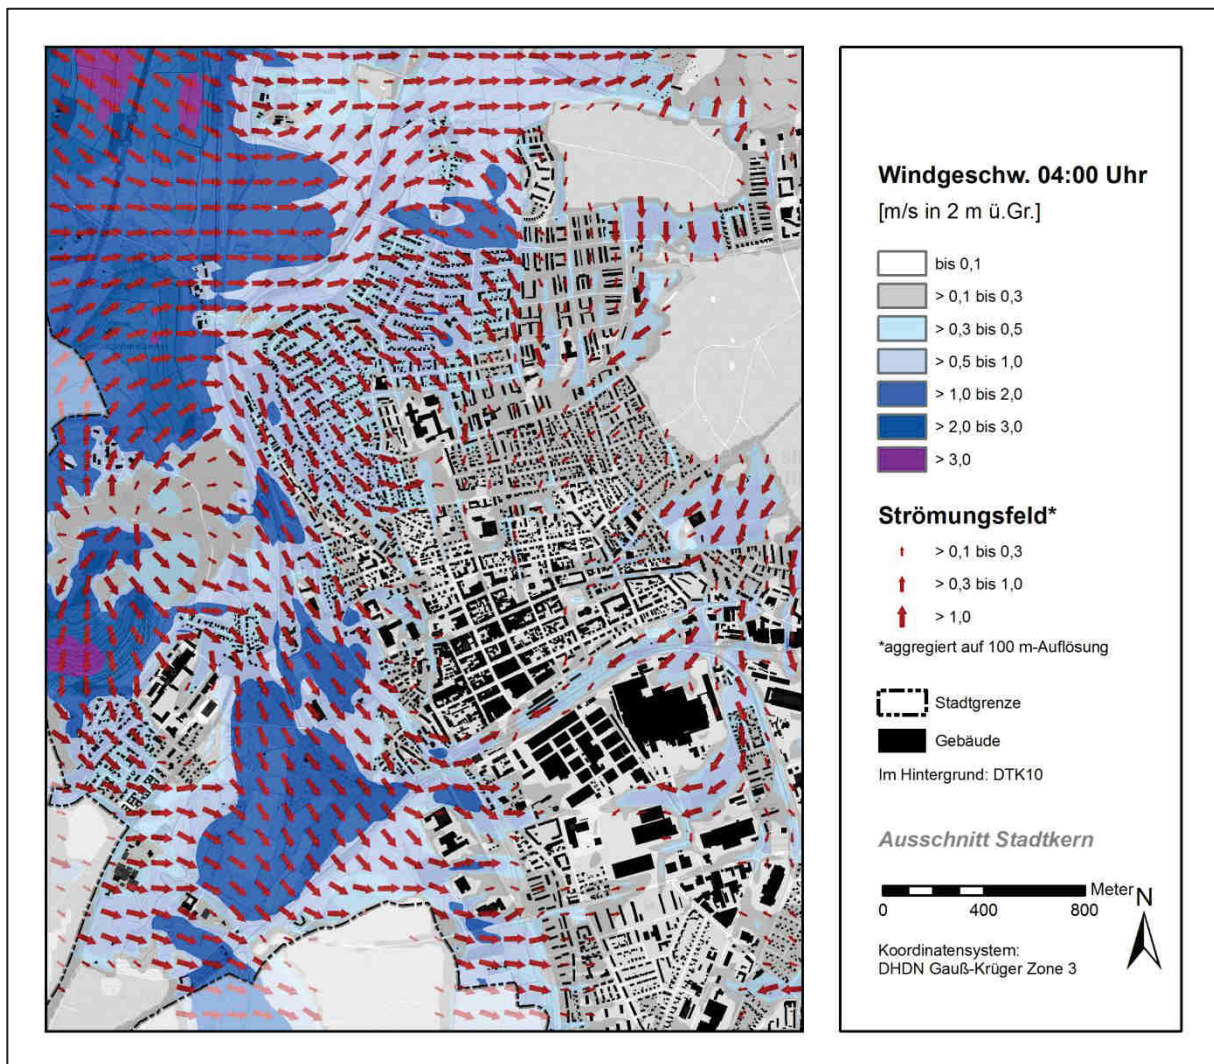 Windgeschw. 04:00 Uhr
[m/s in 2 m ü.Gr.]
bis 0,1
> 0,1 bis 0,3
> 0,3 bis 0,5
> 0,5 bis 1,0
> 1,0 bis 2,0
> 2,0 bis 3,0
> 3,0
Strömungsfeld*
> 0,1 bis 0,3
> 0,3 bis 1,0
> 1,0
*aggregiert auf 100 m-Auflösung
Stadtgrenze
Gebäude
Im Hintergrund: DTK10
Ausschnitt Stadtkern
Meter
0 400 800
N
Koordinatensystem:
DHDN Gauß-Krüger Zone 3